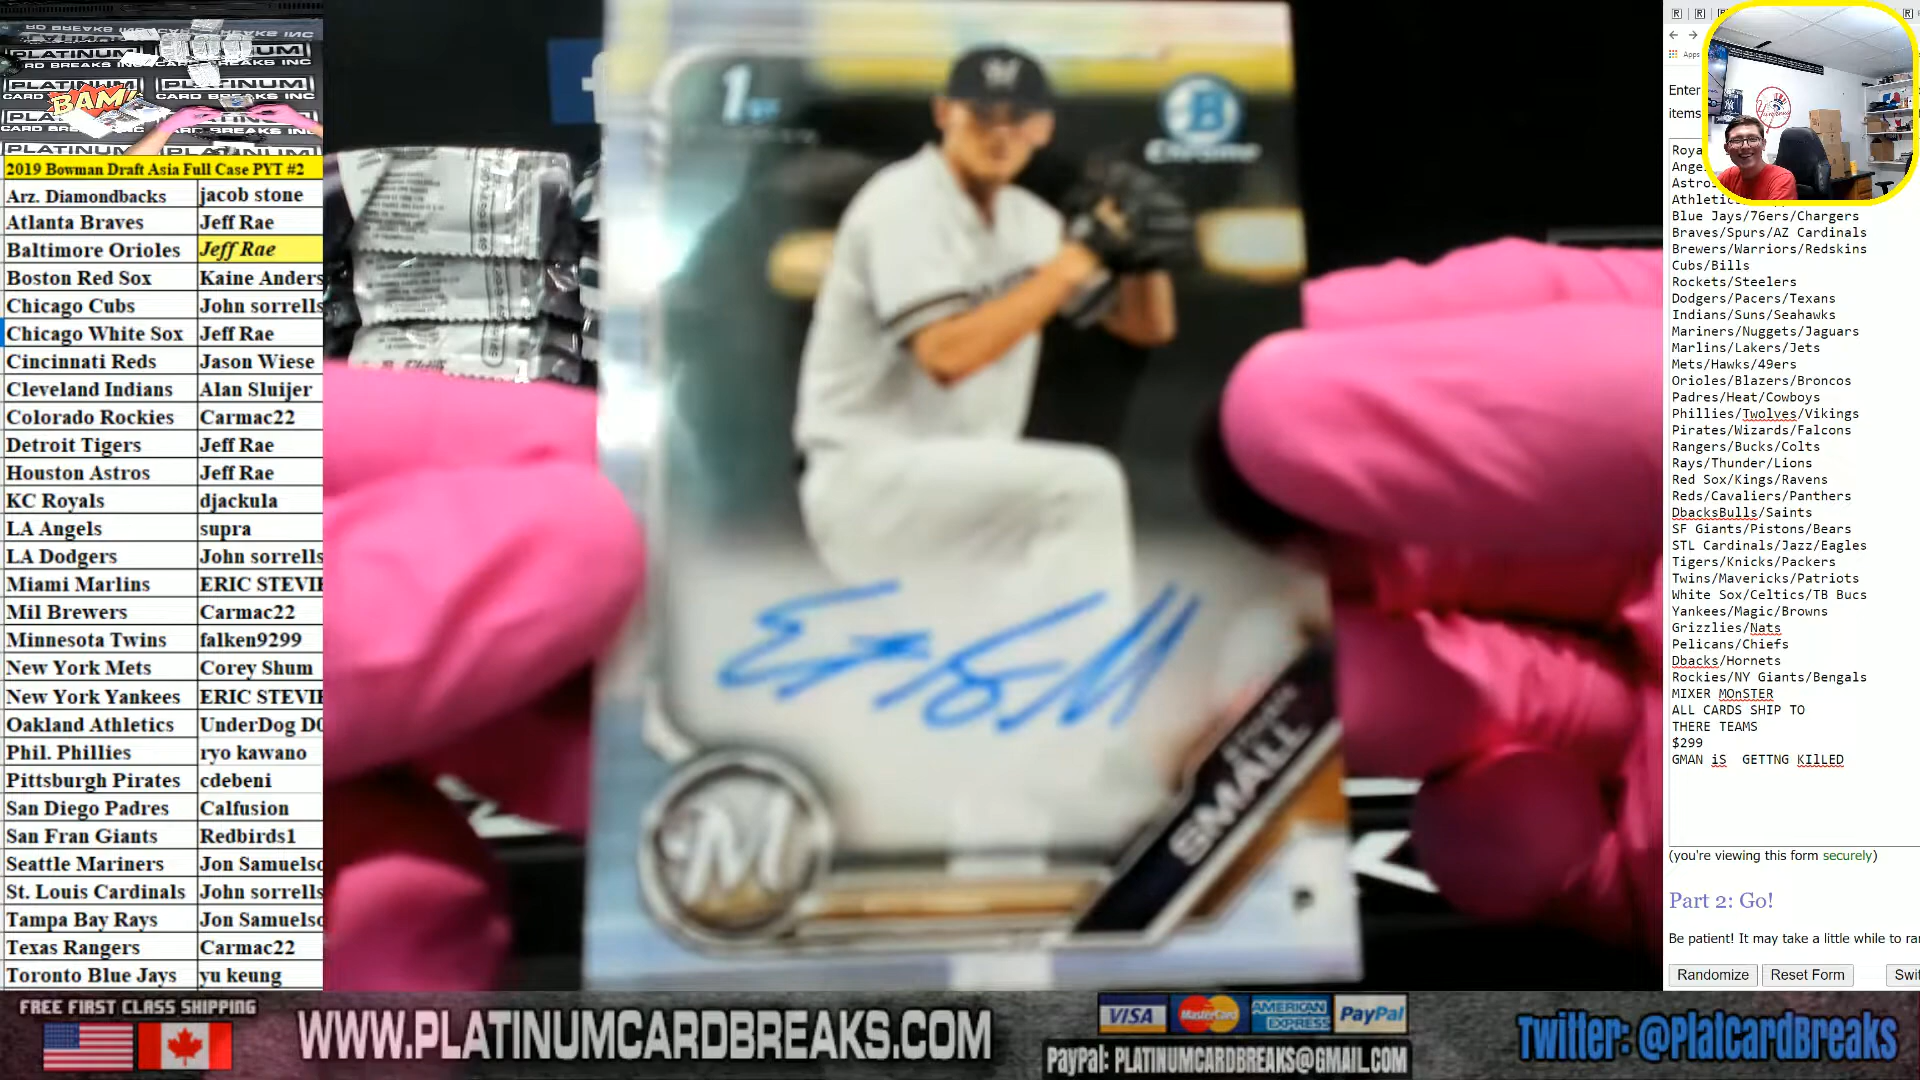 CARD BREAKS INC
PLATINUM
PLATINUM
BAM!
2019 Bowman Draft Asia Full Case PYT #2
Arz. Diamondbacks jacob stone
Atlanta Braves Jeff Rae
Baltimore Orioles Jeff Rae
Boston Red Sox Kaine Anders
Chicago Cubs John sorrells
Chicago White Sox Jeff Rae
Cincinnati Reds Jason Wiese
Cleveland Indians Alan Sluijer
Colorado Rockies Carmac22
Detroit Tigers Jeff Rae
Houston Astros Jeff Rae
KC Royals djackula
LA Angels supra
LA Dodgers John sorrells
Miami Marlins ERIC STEVIE
Mil Brewers Carmac22
Minnesota Twins falken9299
New York Mets Corey Shum
New York Yankees ERIC STEVIE
Oakland Athletics UnderDog
Phil. Phillies ryo kawano
Pittsburgh Pirates cdebeni
San Diego Padres Calfusion
San Fran Giants Redbirds1
Seattle Mariners Jon Samuelso
St. Louis Cardinals John sorrells
Tampa Bay Rays Jon Samuelso
Texas Rangers Carmac22
Toronto Blue Jays yu keung
1st
B
Chrome
M
ETHAN
SMALL
P
M
Apps
Enter
items
Roya
Ange
Astro
Athletic
Blue Jays/76ers/Chargers
Braves/Spurs/AZ Cardinals
Brewers/Warriors/Redskins
Cubs/Bills
Rockets/Steelers
Dodgers/Pacers/Texans
Indians/Suns/Seahawks
Mariners/Nuggets/Jaguars
Marlins/Lakers/Jets
Mets/Hawks/49ers
Orioles/Blazers/Broncos
Padres/Heat/Cowboys
Phillies/Twolves/Vikings
Pirates/Wizards/Falcons
Rangers/Bucks/Colts
Rays/Thunder/Lions
Red Sox/Kings/Ravens
Reds/Cavaliers/Panthers
DbacksBulls/Saints
SF Giants/Pistons/Bears
STL Cardinals/Jazz/Eagles
Tigers/Knicks/Packers
Twins/Mavericks/Patriots
White Sox/Celtics/TB Bucs
Yankees/Magic/Browns
Grizzlies/Nats
Pelicans/Chiefs
Dbacks/Hornets
Rockies/NY Giants/Bengals
MIXER MOnSTER
ALL CARDS SHIP TO
THERE TEAMS
$299
GMAN iS GETTNG KIlLED
(you're viewing this form securely)
Part 2: Go!
Be patient! It may take a little while to ra
Randomize Reset Form Swit
FREE FIRST CLASS SHIPPING
WWW.PLATINUMCARDBREAKS.COM
VISA MasterCard AMERICAN EXPRESS PayPal
PayPal: PLATINUMCARDBREAKS@GMAIL.COM
Twitter: @PlatCardBreaks